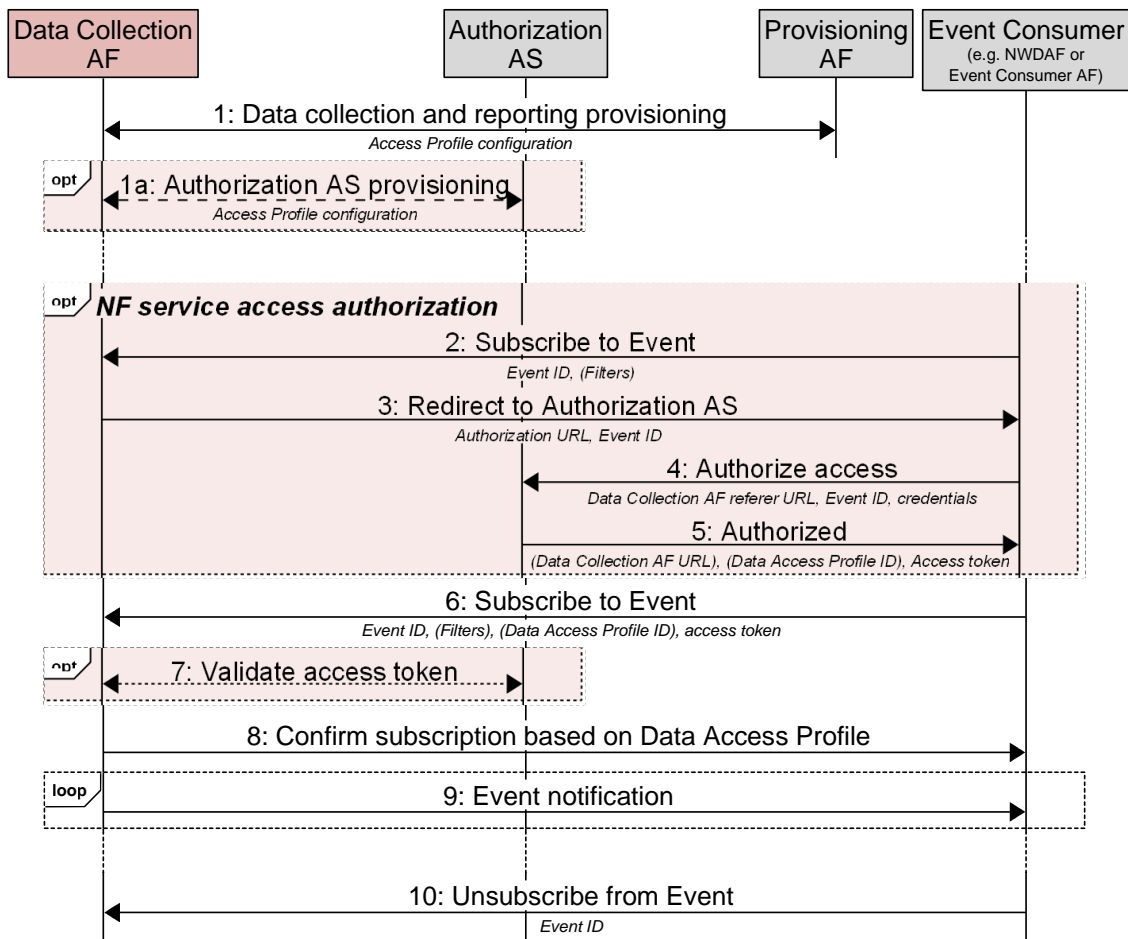 Data Collection
AF
Authorization
AS
Provisioning
AF
Event Consumer
(e.g. NWDAF or
Event Consumer AF)
1: Data collection and reporting provisioning
Access Profile configuration
opt
1a: Authorization AS provisioning
Access Profile configuration
opt
NF service access authorization
2: Subscribe to Event
Event ID, (Filters)
3: Redirect to Authorization AS
Authorization URL, Event ID
4: Authorize access
Data Collection AF referer URL, Event ID, credentials
5: Authorized
(Data Collection AF URL), (Data Access Profile ID), Access token
6: Subscribe to Event
Event ID, (Filters), (Data Access Profile ID), access token
opt
7: Validate access token
8: Confirm subscription based on Data Access Profile
loop
9: Event notification
10: Unsubscribe from Event
Event ID